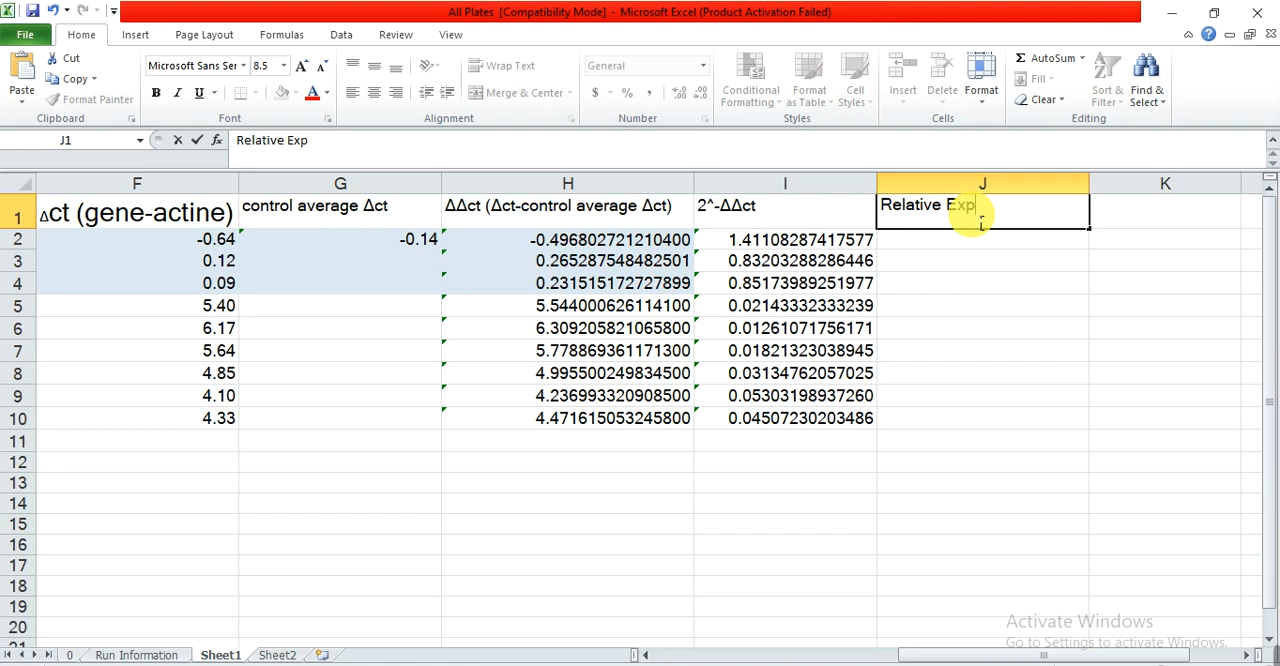 All Plates [Compatibility Mode] - Microsoft Excel (Product Activation Failed)
File Home Insert Page Layout Formulas Data Review View
Paste Cut Copy Format Painter
Microsoft Sans Ser 8.5
B I U A
Wrap Text
Merge & Center
General
$ % ,
Conditional Formatting Format as Table Cell Styles
Insert Delete Format
Σ AutoSum
Fill
Clear
Sort & Filter Find & Select
Clipboard Font Alignment Number Styles Cells Editing
J1 fx Relative Exp
F G H I J K
1 Δct (gene-actine) control average Δct ΔΔct (Δct-control average Δct) 2^-ΔΔct Relative Exp
2 -0.64 -0.14 -0.496802721210400 1.41108287417577
3 0.12 0.265287548482501 0.83203288286446
4 0.09 0.231515172727899 0.85173989251977
5 5.40 5.544000626114100 0.02143332333239
6 6.17 6.309205821065800 0.01261071756171
7 5.64 5.778869361171300 0.01821323038945
8 4.85 4.995500249834500 0.03134762057025
9 4.10 4.236993320908500 0.05303198937260
10 4.33 4.471615053245800 0.04507230203486
11
12
13
14
15
16
17
18
19
20
21
Activate Windows
Go to Settings to activate Windows.
0 Run Information Sheet1 Sheet2